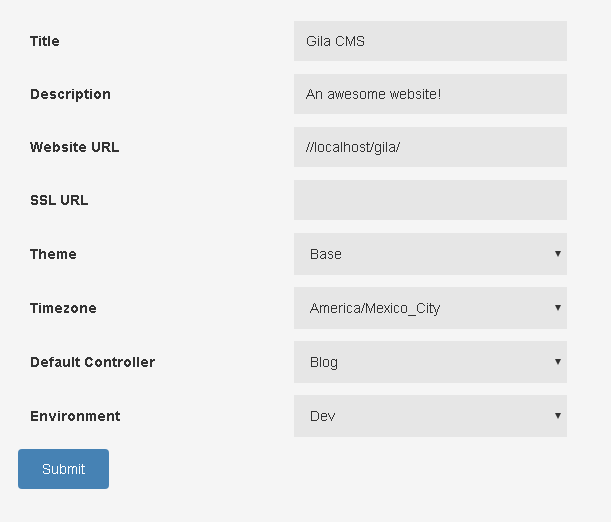 Title Gila CMS
Description An awesome website!
Website URL //localhost/gila/
SSL URL
Theme Base
Timezone America/Mexico_City
Default Controller Blog
Environment Dev
Submit